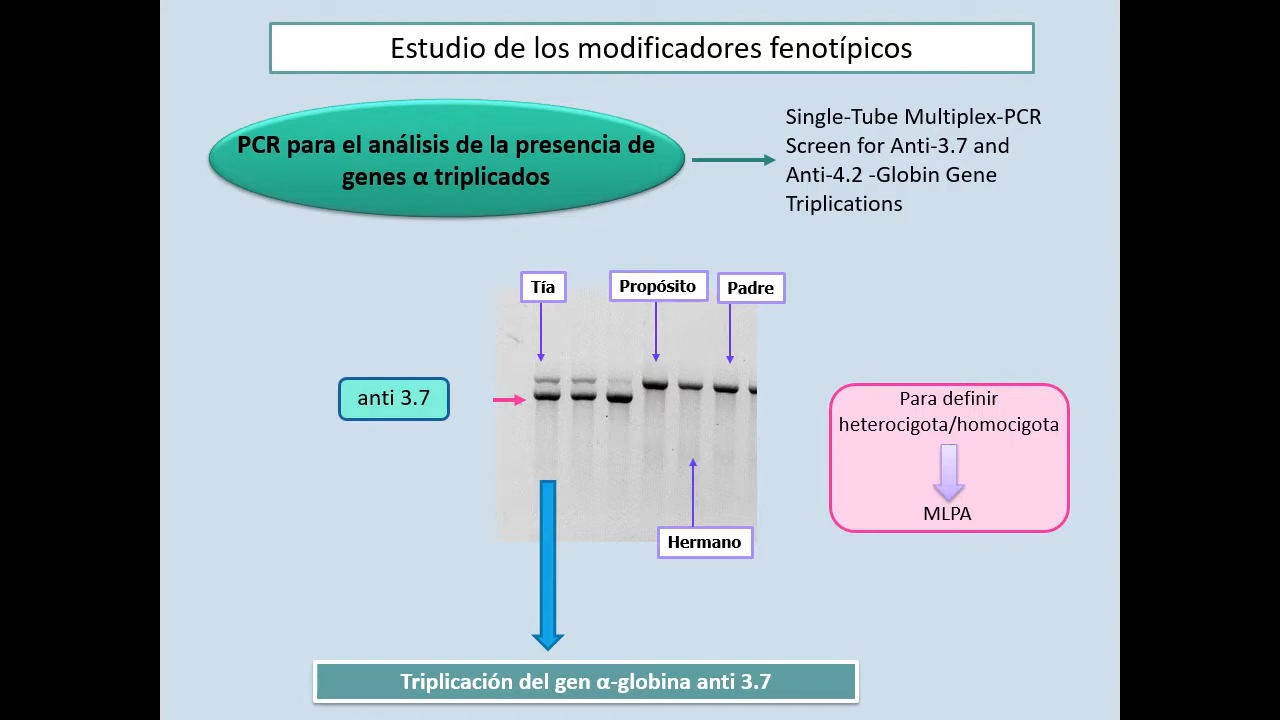 Estudio de los modificadores fenotípicos
PCR para el análisis de la presencia de
genes α triplicados
Single-Tube Multiplex-PCR
Screen for Anti-3.7 and
Anti-4.2 -Globin Gene
Triplications
Tía
Propósito
Padre
anti 3.7
Para definir
heterocigota/homocigota
MLPA
Hermano
Triplicación del gen α-globina anti 3.7